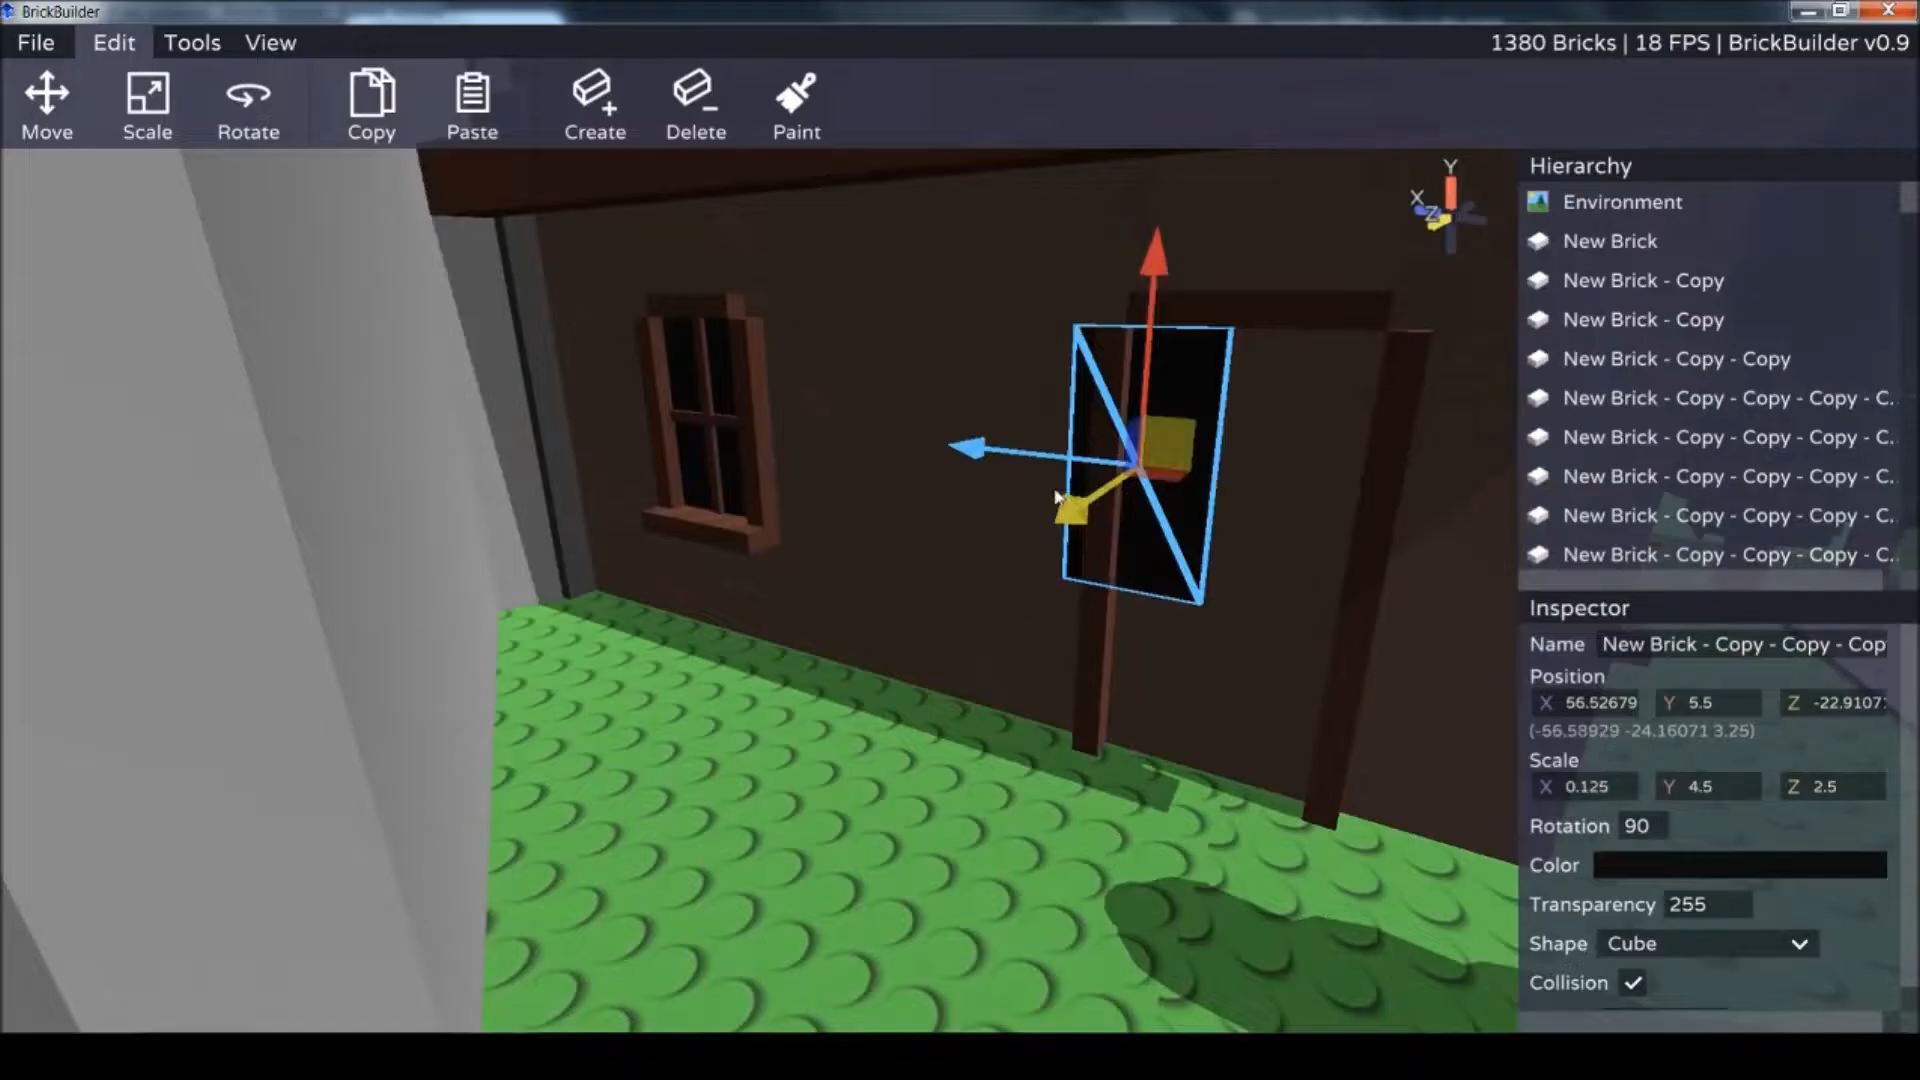 BrickBuilder
File Edit Tools View 1380 Bricks | 18 FPS | BrickBuilder v0.9
Move Scale Rotate Copy Paste Create Delete Paint
Y
X
Z
Hierarchy
Environment
New Brick
New Brick - Copy
New Brick - Copy
New Brick - Copy - Copy
New Brick - Copy - Copy - Copy - C..
New Brick - Copy - Copy - Copy - C..
New Brick - Copy - Copy - Copy - C..
New Brick - Copy - Copy - Copy - C..
New Brick - Copy - Copy - Copy - C..
Inspector
Name New Brick - Copy - Copy - Cop
Position
X 56.52679 Y 5.5 Z -22.9107
(-56.58929 -24.16071 3.25)
Scale
X 0.125 Y 4.5 Z 2.5
Rotation 90
Color
Transparency 255
Shape Cube
Collision